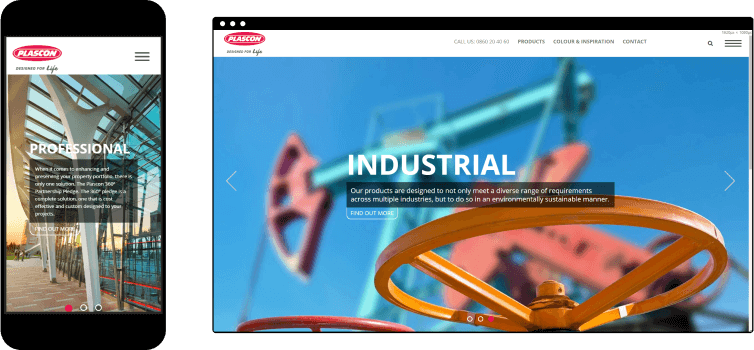 PLASCON
DESIGNED FOR Life
PROFESSIONAL
When it comes to enhancing and
preserving your property portfolio, there is
only one solution. The Plascon 360°
Partnership Pledge. The 360° pledge is a
complete solution, one that is cost
effective and custom designed to your
projects.
FIND OUT MORE
PLASCON
DESIGNED FOR Life
CALL US: 0860 20 40 60
PRODUCTS
COLOUR & INSPIRATION
CONTACT
INDUSTRIAL
Our products are designed to not only meet a diverse range of requirements
across multiple industries, but to do so in an environmentally sustainable manner.
FIND OUT MORE